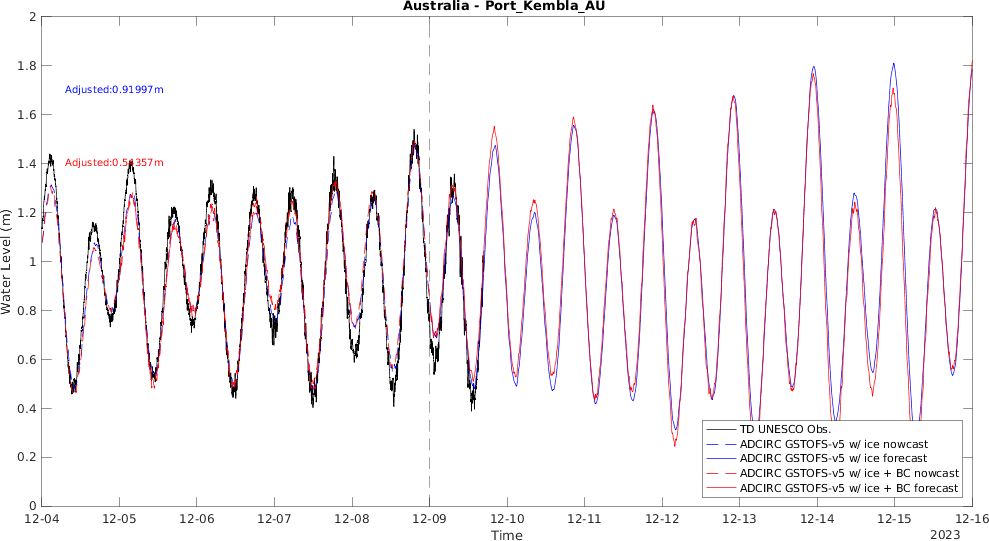 Australia - Port_Kembla_AU
2
1.8
1.6
1.4
1.2
1
0.8
0.6
0.4
0.2
0
Water Level (m)
Adjusted:0.91997m
TD UNESCO Obs.
ADCIRC GSTOFS-v5 w/ ice nowcast
ADCIRC GSTOFS-v5 w/ ice forecast
ADCIRC GSTOFS-v5 w/ ice + BC nowcast
ADCIRC GSTOFS-v5 w/ ice + BC forecast
12-04 12-05 12-06 12-07 12-08 12-09 12-10 12-11 12-12 12-13 12-14 12-15 12-16
Time
2023